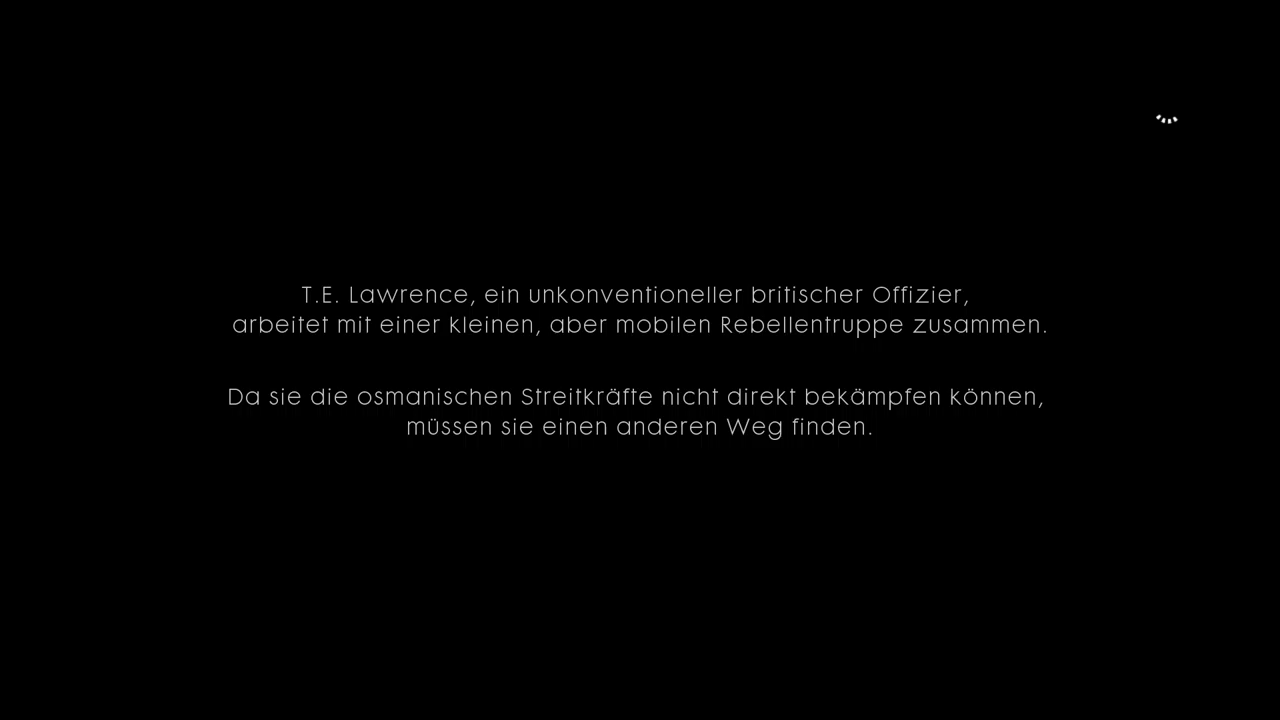 T.E. Lawrence, ein unkonventioneller britischer Offizier,
arbeitet mit einer kleinen, aber mobilen Rebellentruppe zusammen.
Da sie die osmanischen Streitkräfte nicht direkt bekämpfen können,
müssen sie einen anderen Weg finden.